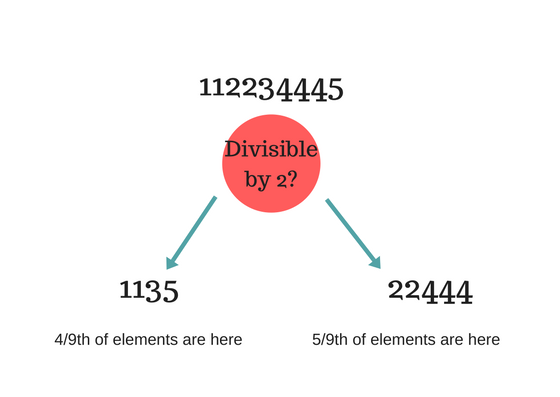 112234445
Divisible
by 2?
1135
22444
4/9th of elements are here
5/9th of elements are here